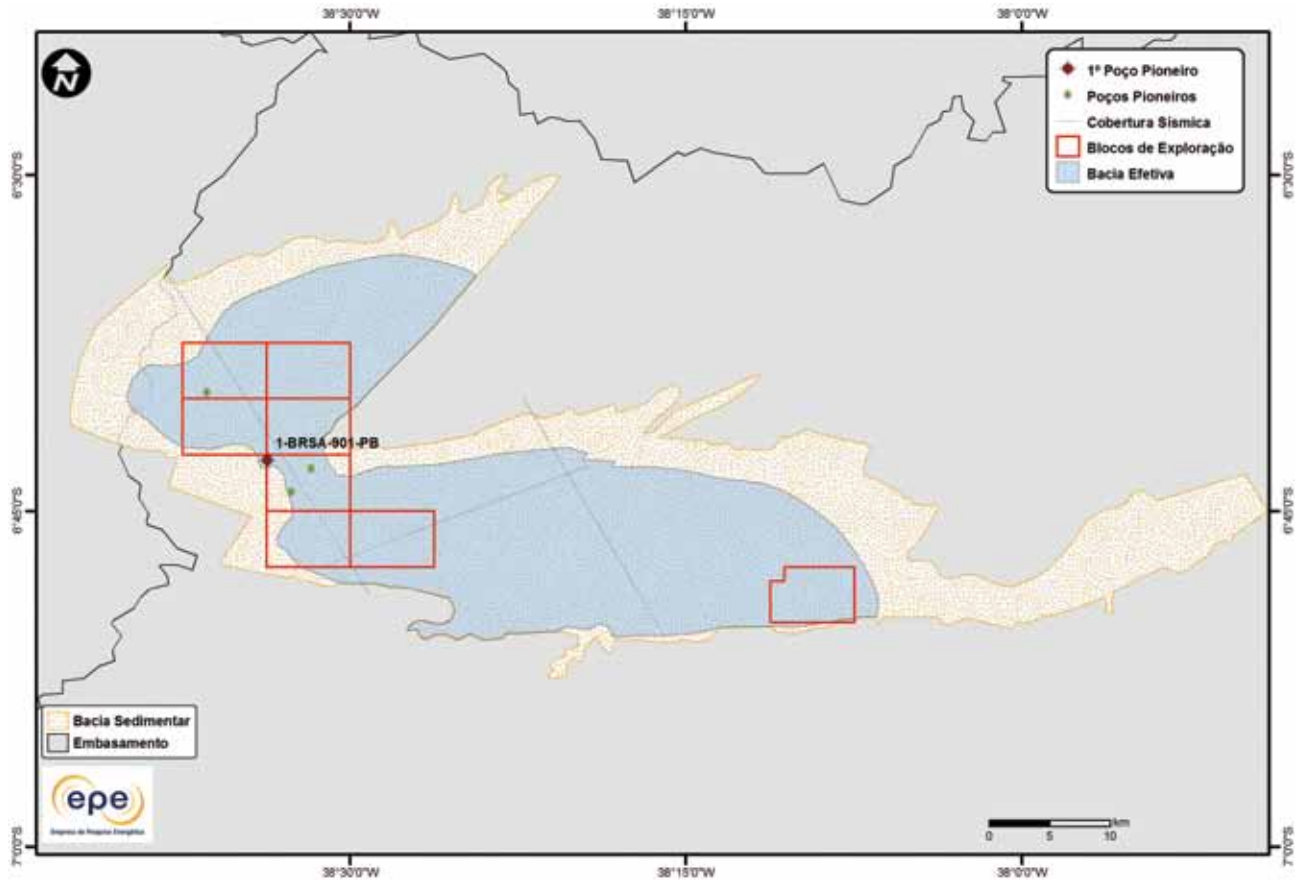 38°30'0"W
38°15'0"W
38°0'0"W
N
1º Poço Pioneiro
Poços Pioneiros
Cobertura Sísmica
Blocos de Exploração
Bacia Efetiva
6°30'0"S
6°30'0"S
1-BRSA-901-PB
6°45'0"S
6°45'0"S
Bacia Sedimentar
Embasamento
epe
Empresa de Pesquisa Energética
km
0 5 10
7°0'0"S
7°0'0"S
38°30'0"W
38°15'0"W
38°0'0"W